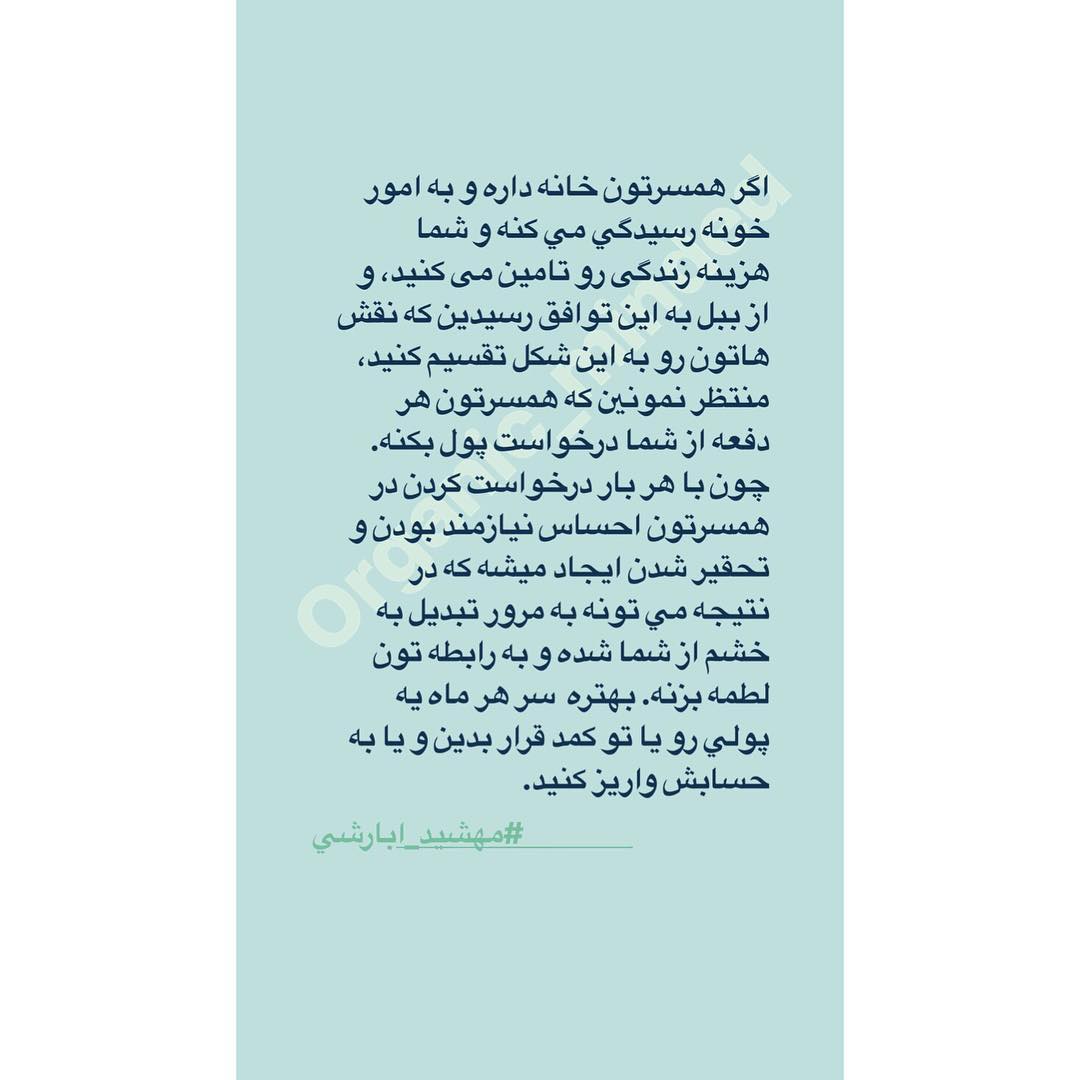 اگر همسرتون خانه داره و به امور
خونه رسيدگي مي كنه و شما
هزینه زندگی رو تامین می کنید، و
از ببل به این توافق رسیدین که نقش
هاتون رو به این شکل تقسیم کنید،
منتظر نمونین که همسرتون هر
دفعه از شما درخواست پول بکنه.
چون با هر بار درخواست کردن در
همسرتون احساس نیازمند بودن و
تحقیر شدن ایجاد میشه که در
نتیجه مي تونه به مرور تبدیل به
خشم از شما شده و به رابطه تون
لطمه بزنه. بهتره سر هر ماه یه
پولي رو یا تو کمد قرار بدین و یا به
حسابش واریز کنید.
#مهشید_ابارشي
Organic_minded